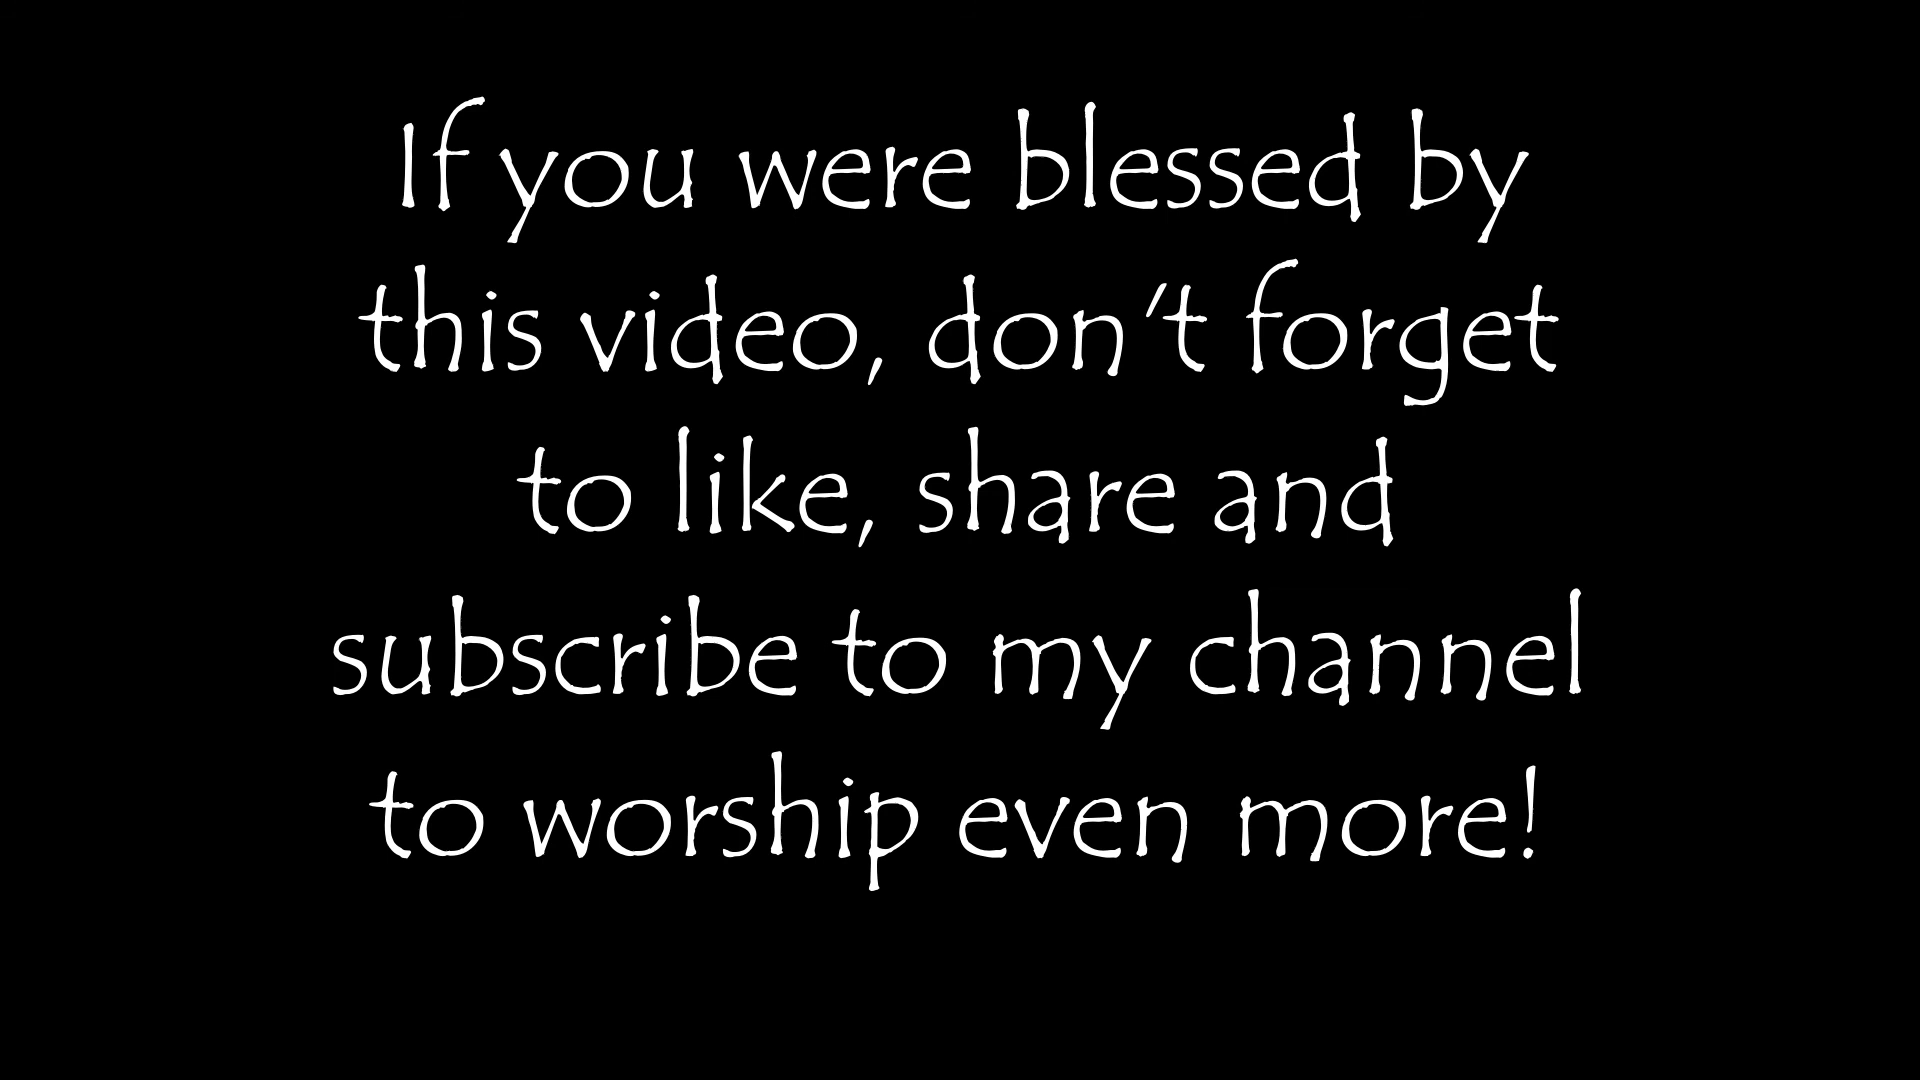 If you were blessed by
this video, don't forget
to like, share and
subscribe to my channel
to worship even more!